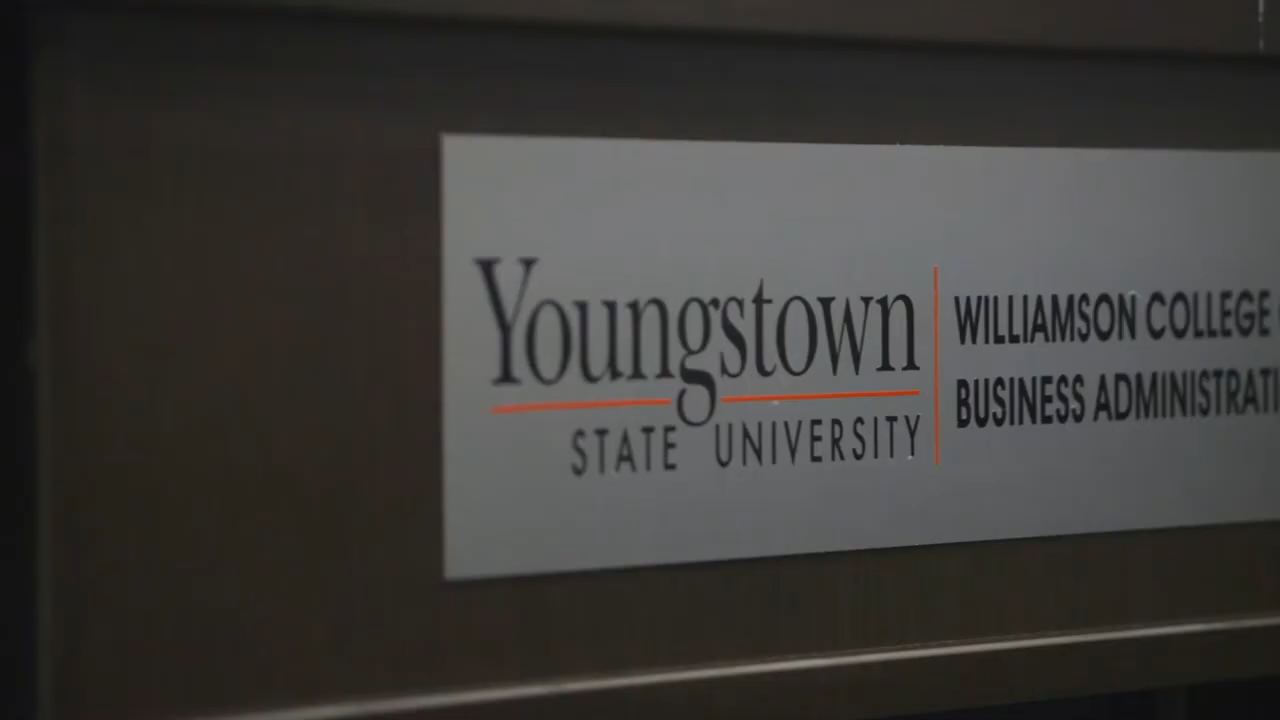 Youngstown
STATE UNIVERSITY
WILLIAMSON COLLEGE
BUSINESS ADMINISTRATI